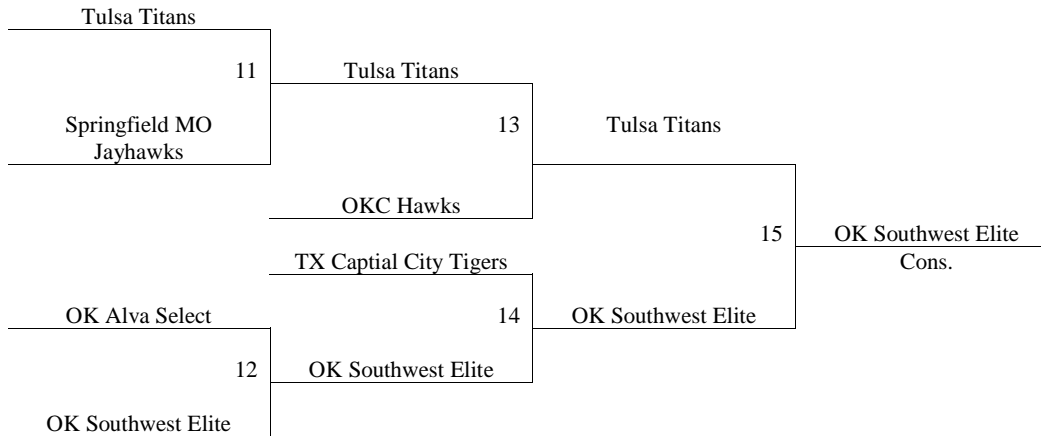 Tulsa Titans
11
Tulsa Titans
Springfield MO
Jayhawks
13
Tulsa Titans
OKC Hawks
15
OK Southwest Elite
Cons.
TX Captial City Tigers
OK Alva Select
14
OK Southwest Elite
12
OK Southwest Elite
OK Southwest Elite